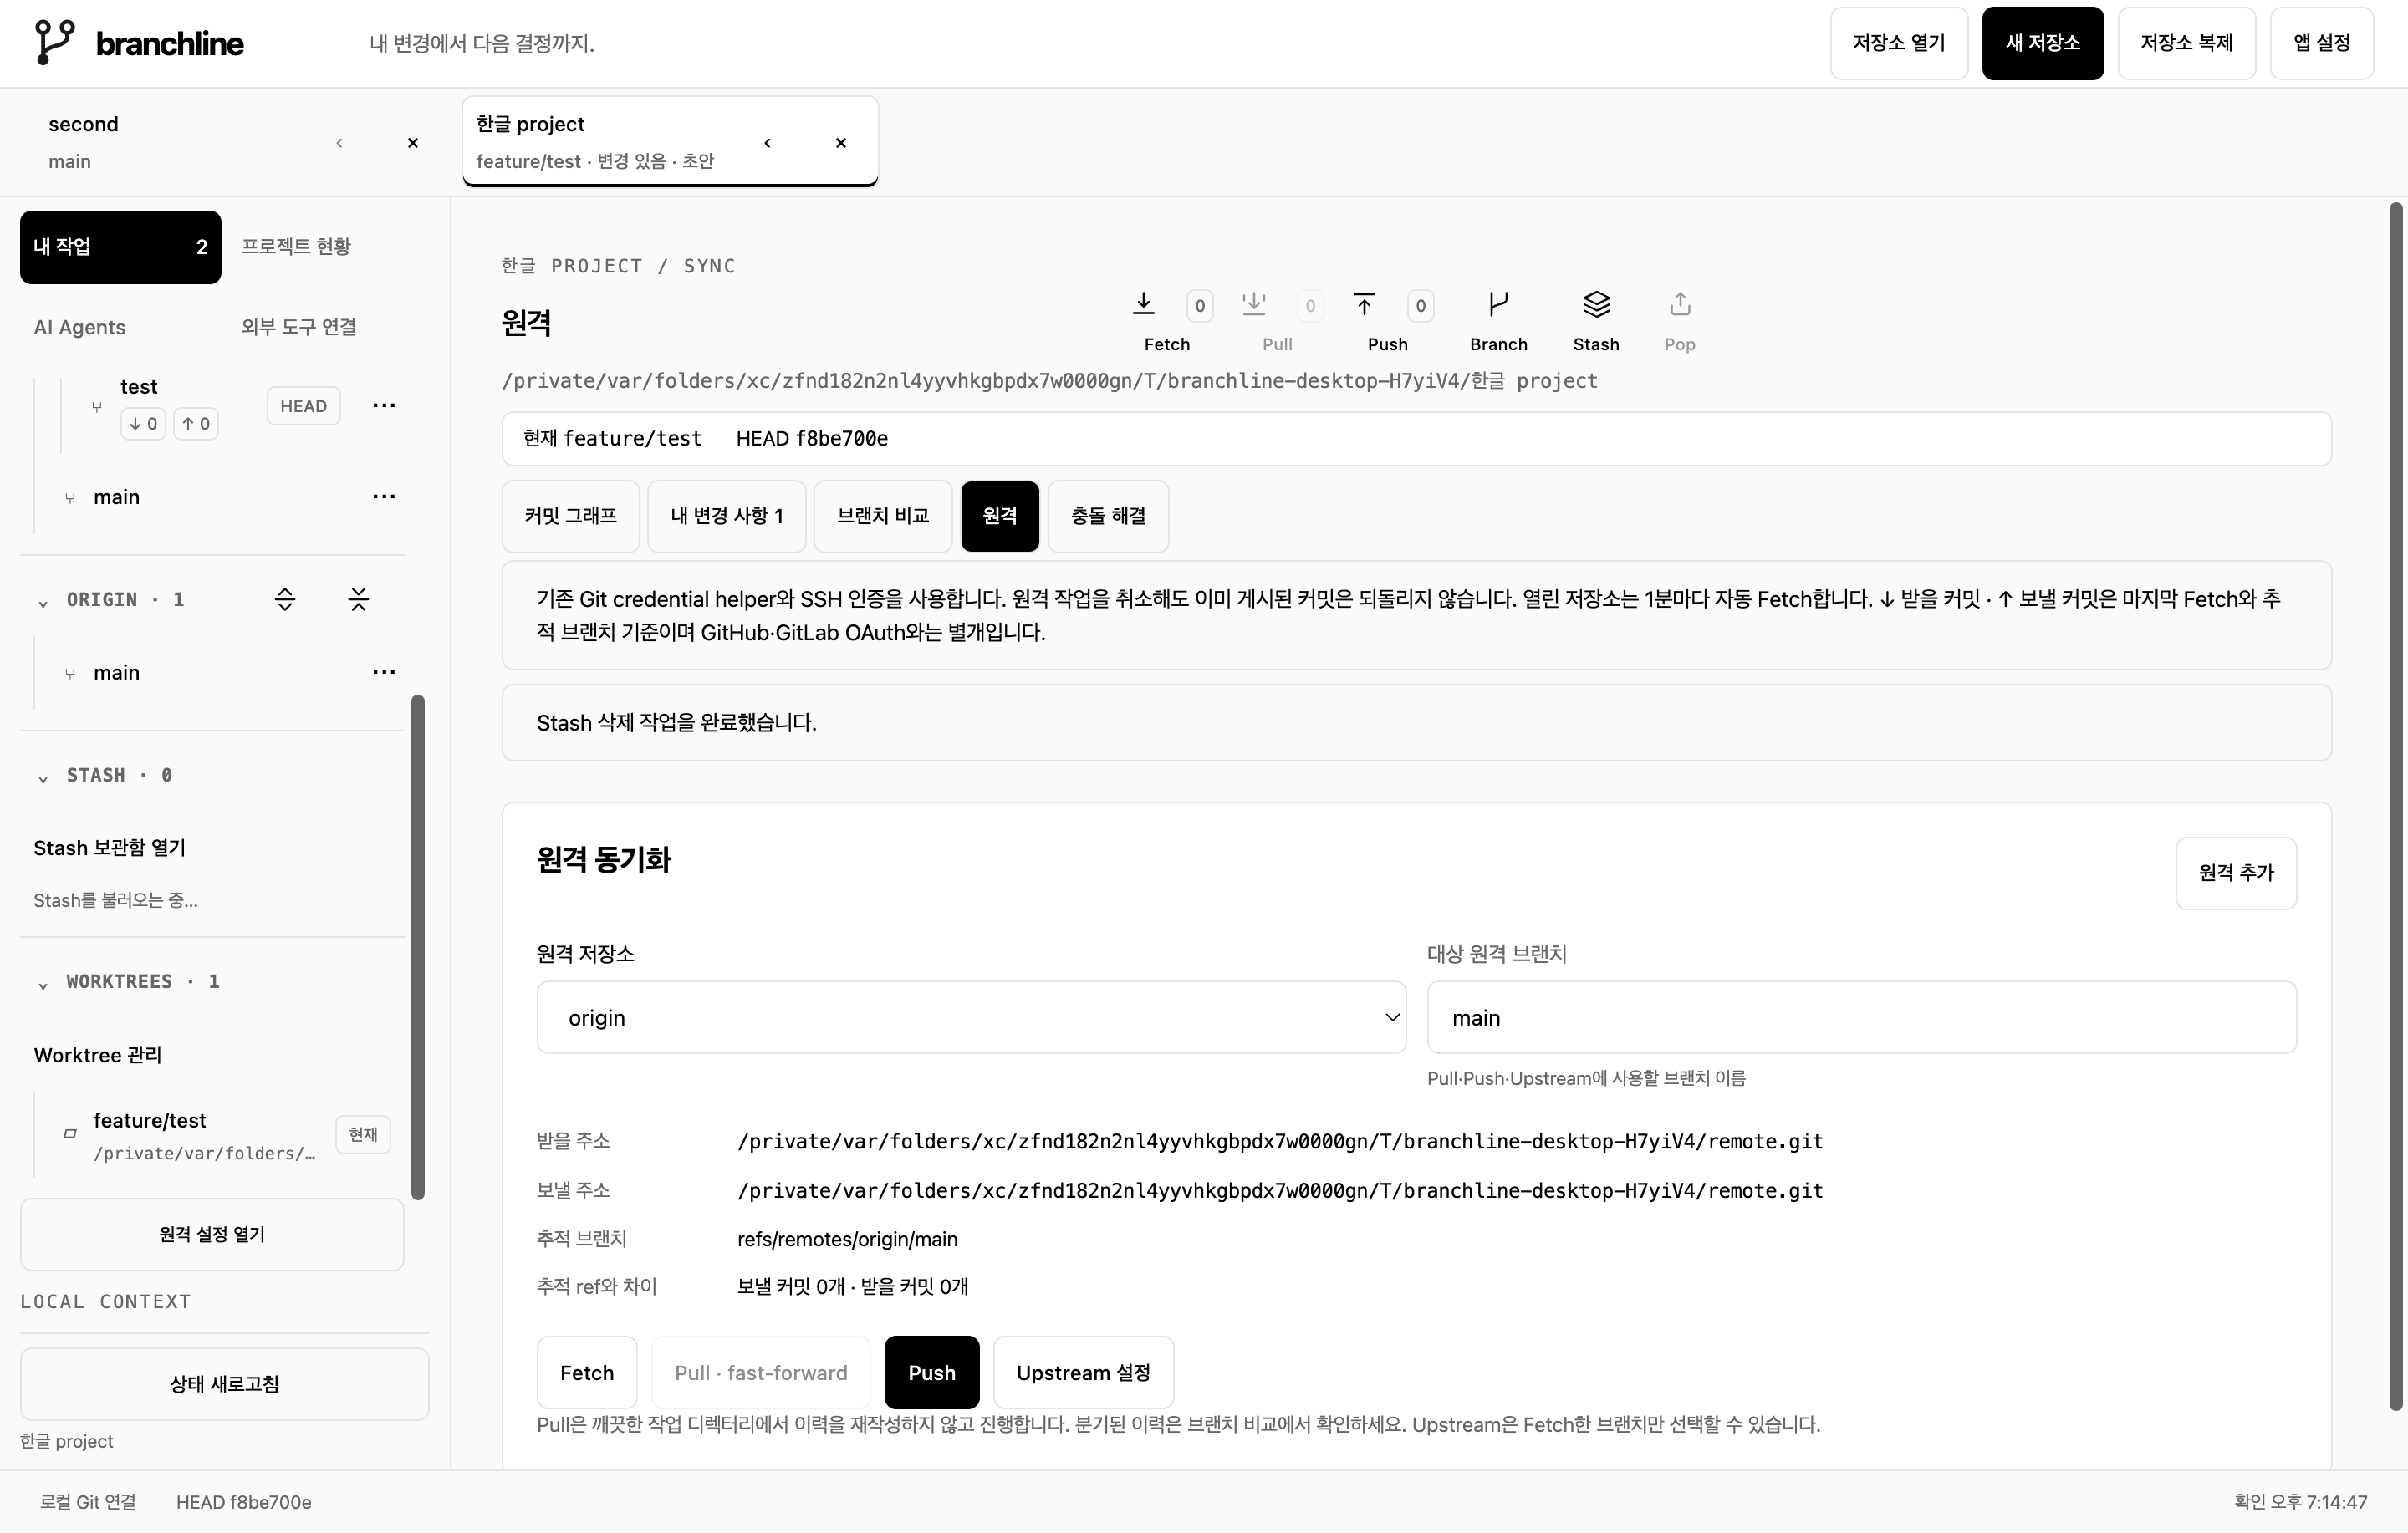 branchline
내 변경에서 다음 결정까지.
저장소 열기
새 저장소
저장소 복제
앱 설정
second
main
한글 project
feature/test · 변경 있음 · 초안
내 작업 2
프로젝트 현황
AI Agents
외부 도구 연결
test
↓ 0 ↑ 0
HEAD
main
ORIGIN · 1
main
STASH · 0
Stash 보관함 열기
Stash를 불러오는 중...
WORKTREES · 1
Worktree 관리
feature/test
/private/var/folders/…
현재
원격 설정 열기
LOCAL CONTEXT
상태 새로고침
한글 project
한글 PROJECT / SYNC
원격
0
Fetch
0
Pull
0
Push
Branch
Stash
Pop
/private/var/folders/xc/zfnd182n2nl4yyvhkgbpdx7w0000gn/T/branchline-desktop-H7yiV4/한글 project
현재 feature/test HEAD f8be700e
커밋 그래프
내 변경 사항 1
브랜치 비교
원격
충돌 해결
기존 Git credential helper와 SSH 인증을 사용합니다. 원격 작업을 취소해도 이미 게시된 커밋은 되돌리지 않습니다. 열린 저장소는 1분마다 자동 Fetch합니다. ↓ 받을 커밋 · ↑ 보낼 커밋은 마지막 Fetch와 추
적 브랜치 기준이며 GitHub·GitLab OAuth와는 별개입니다.
Stash 삭제 작업을 완료했습니다.
원격 동기화
원격 추가
원격 저장소
origin
대상 원격 브랜치
main
Pull·Push·Upstream에 사용할 브랜치 이름
받을 주소 /private/var/folders/xc/zfnd182n2nl4yyvhkgbpdx7w0000gn/T/branchline-desktop-H7yiV4/remote.git
보낼 주소 /private/var/folders/xc/zfnd182n2nl4yyvhkgbpdx7w0000gn/T/branchline-desktop-H7yiV4/remote.git
추적 브랜치 refs/remotes/origin/main
추적 ref와 차이 보낼 커밋 0개 · 받을 커밋 0개
Fetch
Pull · fast-forward
Push
Upstream 설정
Pull은 깨끗한 작업 디렉터리에서 이력을 재작성하지 않고 진행합니다. 분기된 이력은 브랜치 비교에서 확인하세요. Upstream은 Fetch한 브랜치만 선택할 수 있습니다.
로컬 Git 연결
HEAD f8be700e
확인 오후 7:14:47